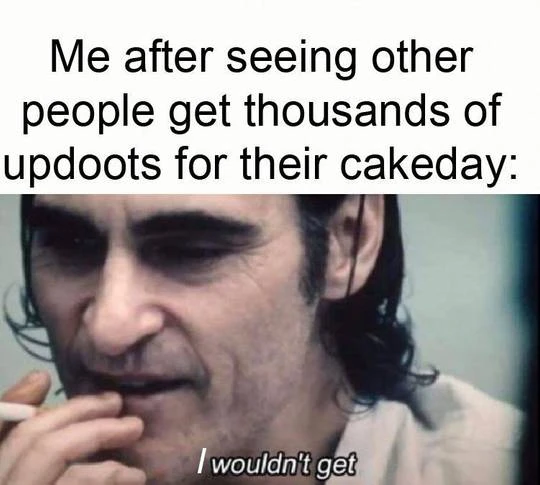 Me after seeing other
people get thousands of
updoots for their cakeday:
I wouldn't get